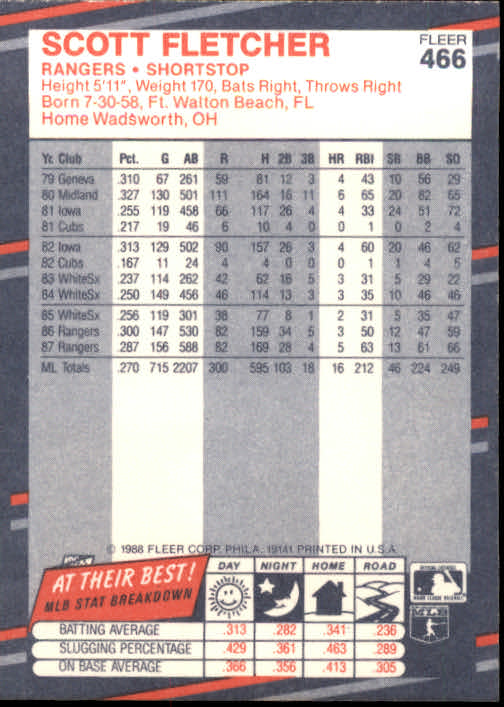 SCOTT FLETCHER
FLEER
466
RANGERS • SHORTSTOP
Height 5'11", Weight 170, Bats Right, Throws Right
Born 7-30-58, Ft. Walton Beach, FL
Home Wadsworth, OH
Yr. Club Pct. G AB R H 2B 3B HR RBI SB BB SO
79 Geneva .310 67 261 59 81 12 3 4 43 10 56 29
80 Midland .327 130 501 111 164 16 11 6 65 20 82 65
81 Iowa .255 119 458 66 117 26 4 4 33 24 51 72
81 Cubs .217 19 46 6 10 4 0 0 1 0 2 4
82 Iowa .313 129 502 90 157 26 3 4 60 20 46 62
82 Cubs .167 11 24 4 4 0 0 0 1 1 4 5
83 WhiteSx .237 114 262 42 62 16 5 3 31 5 29 22
84 WhiteSx .250 149 456 46 114 13 3 3 35 10 46 46
85 WhiteSx .256 119 301 38 77 8 1 2 31 5 35 47
86 Rangers .300 147 530 82 159 34 5 3 50 12 47 59
87 Rangers .287 156 588 82 169 28 4 5 63 13 61 66
ML Totals .270 715 2207 300 595 103 18 16 212 46 224 249
© 1988 FLEER CORP. PHILA. 19141 PRINTED IN U.S.A.
AT THEIR BEST!
MLB STAT BREAKDOWN
DAY NIGHT HOME ROAD
BATTING AVERAGE .313 .282 .341 .236
SLUGGING PERCENTAGE .429 .361 .463 .289
ON BASE AVERAGE .366 .356 .413 .305